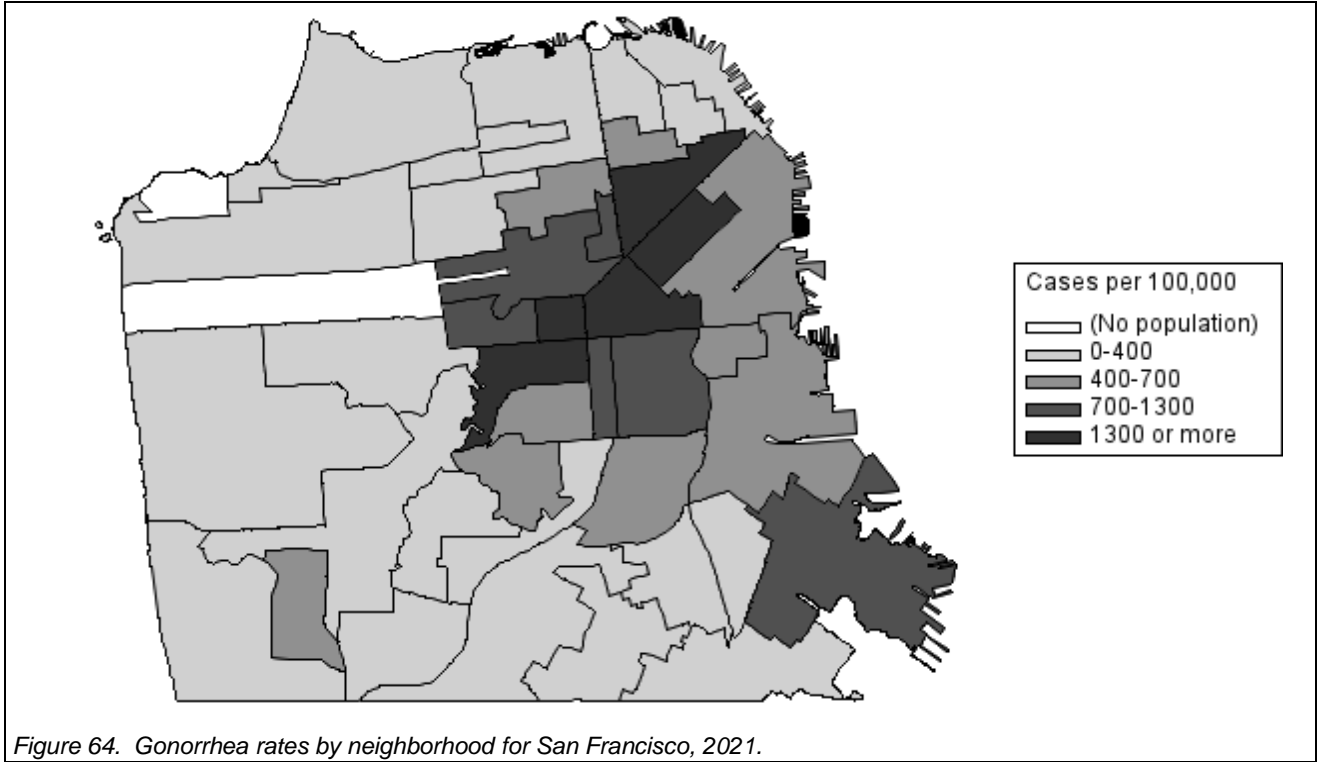 Cases per 100,000
(No population)
0-400
400-700
700-1300
1300 or more
Figure 64. Gonorrhea rates by neighborhood for San Francisco, 2021.